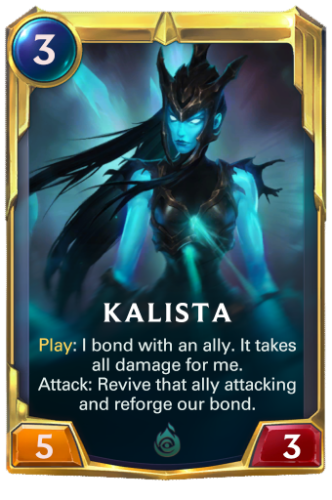 3
KALISTA
Play: I bond with an ally. It takes
all damage for me.
Attack: Revive that ally attacking
and reforge our bond.
5
3